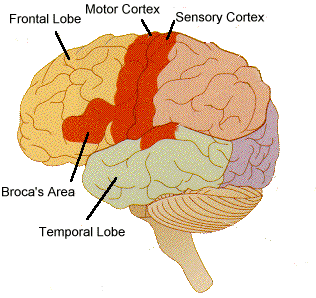 Motor Cortex
Frontal Lobe
Sensory Cortex
Broca's Area
Temporal Lobe